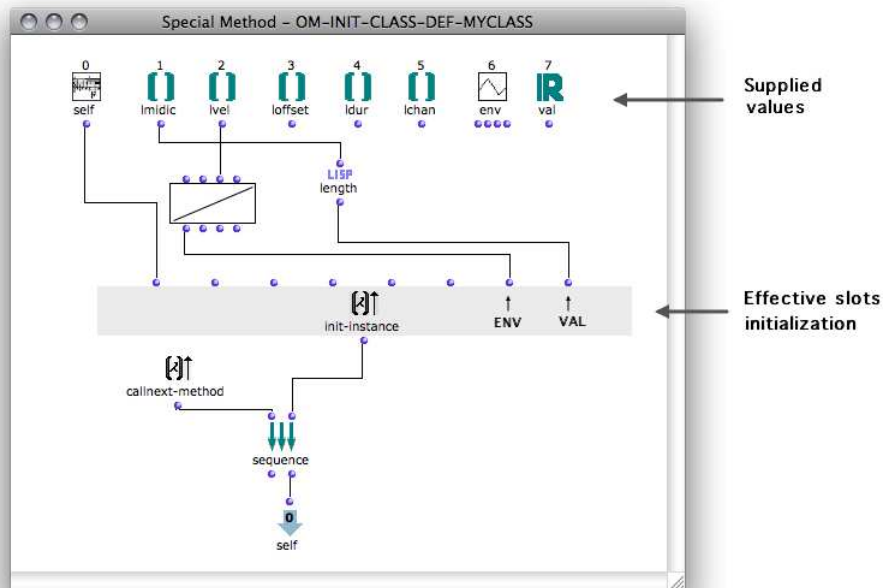 Special Method – OM-INIT-CLASS-DEF-MYCLASS
0 1 2 3 4 5 6 7
self lmidic lvel loffset ldur lchan env val
Supplied
values
LISP
length
init-instance
ENV VAL
Effective slots
initialization
callnext-method
sequence
0
self